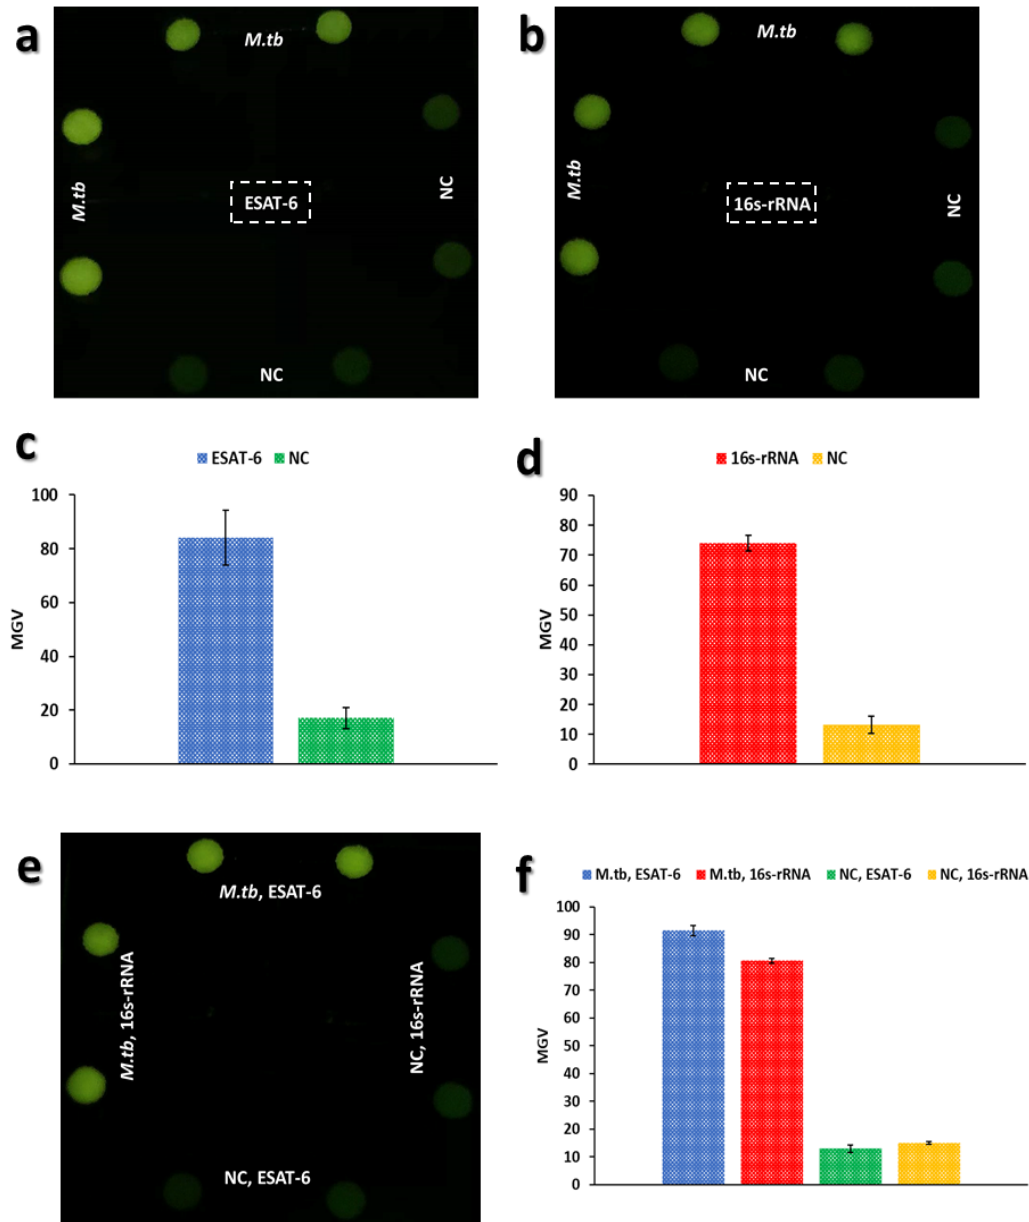 a
M.tb
M.tb
ESAT-6
NC
NC
b
M.tb
M.tb
16s-rRNA
NC
NC
c
ESAT-6 NC
100
80
60
40
20
0
MGV
d
16s-rRNA NC
90
80
70
60
50
40
30
20
10
0
MGV
e
M.tb, ESAT-6
M.tb, 16s-rRNA
NC, 16s-rRNA
NC, ESAT-6
f
M.tb, ESAT-6 M.tb, 16s-rRNA NC, ESAT-6 NC, 16s-rRNA
100
90
80
70
60
50
40
30
20
10
0
MGV